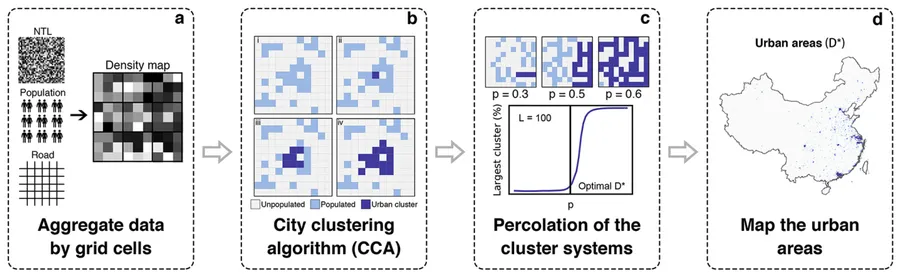 a
NTL
Population
Road
Density map
Aggregate data
by grid cells
b
i
ii
iii
iv
Unpopulated
Populated
Urban cluster
City clustering
algorithm (CCA)
c
p = 0.3
p = 0.5
p = 0.6
Largest cluster (%)
L = 100
Optimal D*
p
Percolation of the
cluster systems
d
Urban areas (D*)
Map the urban
areas